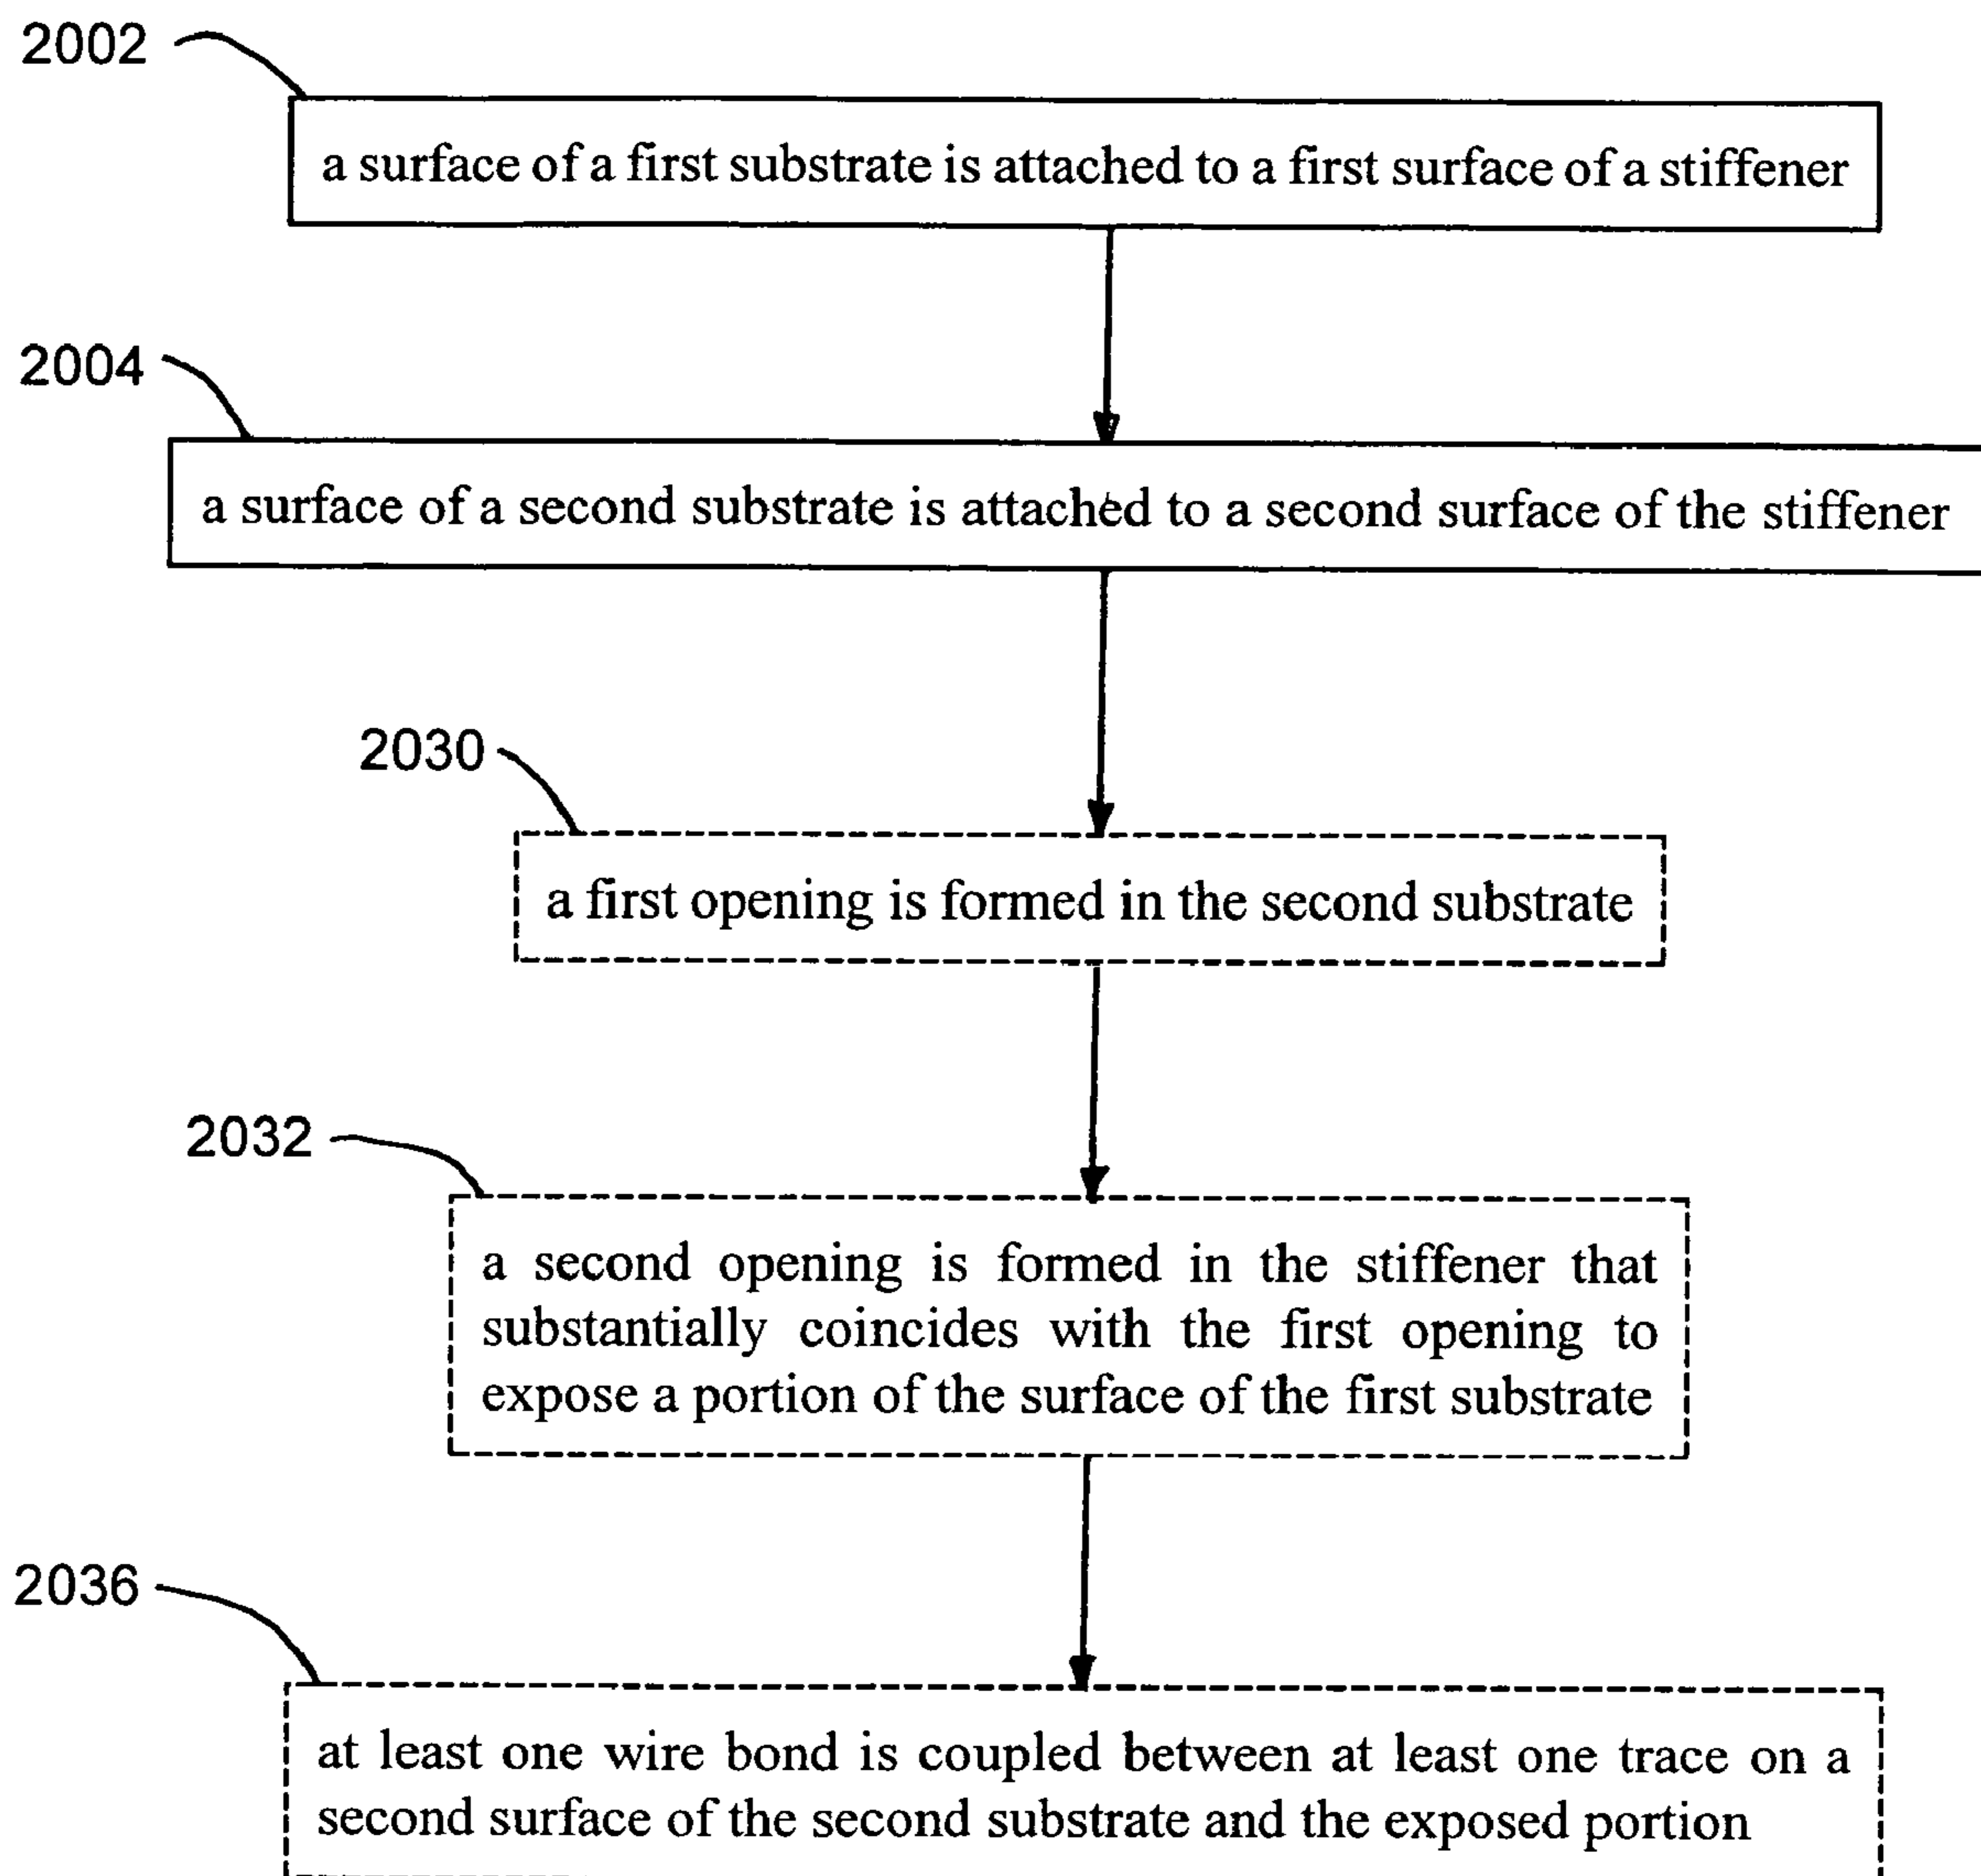 2002
a surface of a first substrate is attached to a first surface of a stiffener
2004
a surface of a second substrate is attached to a second surface of the stiffener
2030
a first opening is formed in the second substrate
2032
a second opening is formed in the stiffener that
substantially coincides with the first opening to
expose a portion of the surface of the first substrate
2036
at least one wire bond is coupled between at least one trace on a
second surface of the second substrate and the exposed portion